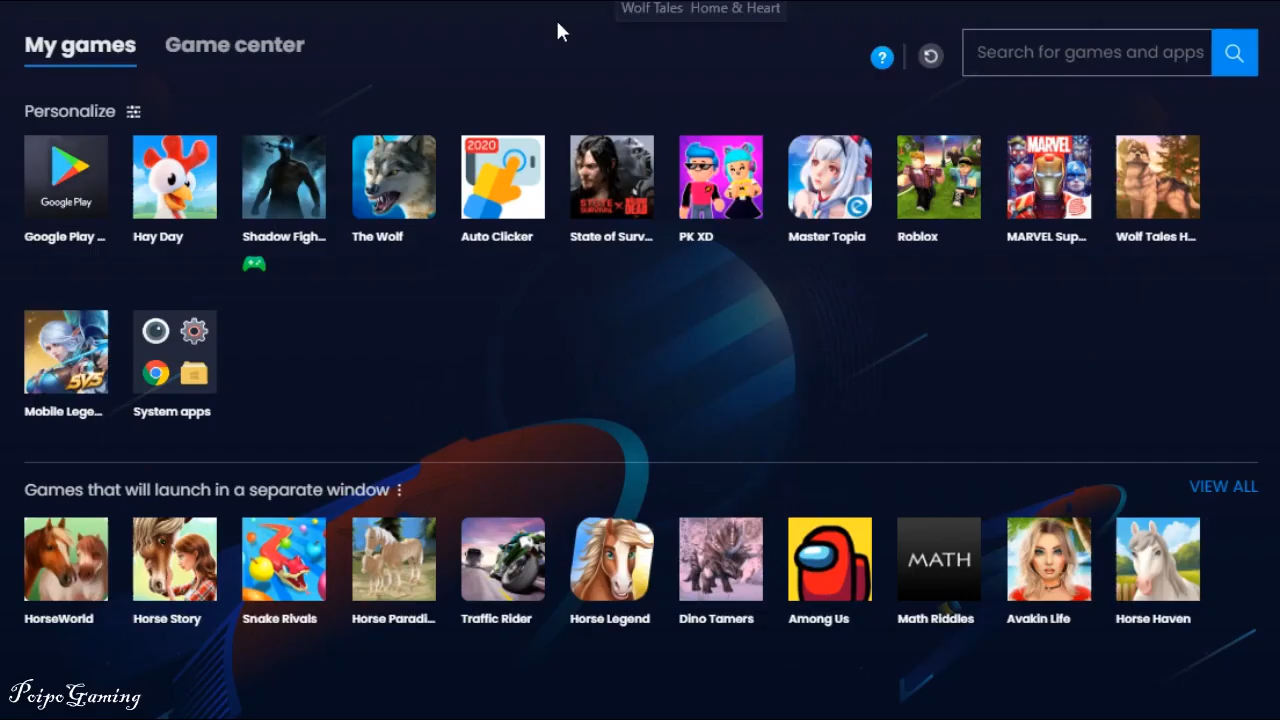 Wolf Tales Home & Heart
My games Game center
? Search for games and apps
Personalize
Google Play
2020
STATE SURVIVAL X
MARVEL
Google Play ... Hay Day Shadow Figh... The Wolf Auto Clicker State of Surv... PK XD Master Topia Roblox MARVEL Sup... Wolf Tales H...
5V5
Mobile Lege... System apps
Games that will launch in a separate window VIEW ALL
MATH
HorseWorld Horse Story Snake Rivals Horse Paradi... Traffic Rider Horse Legend Dino Tamers Among Us Math Riddles Avakin Life Horse Haven
PoipoGaming